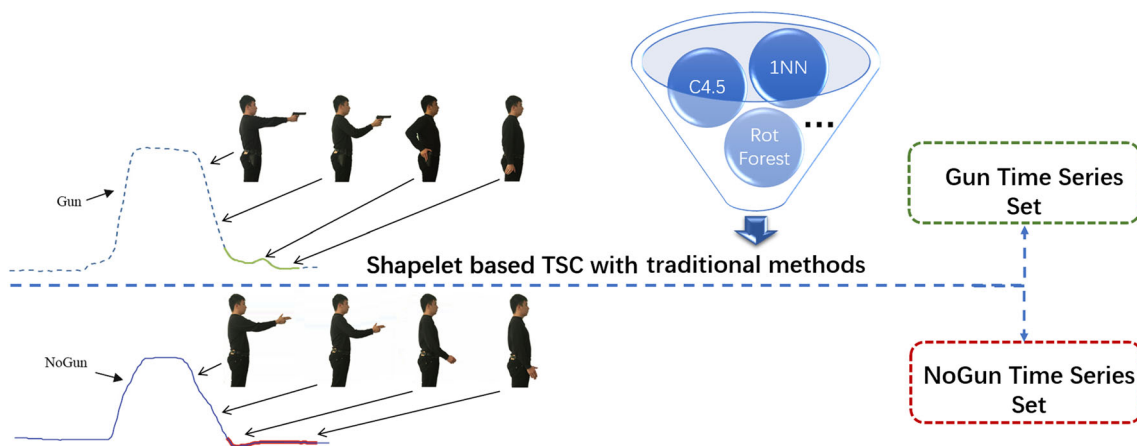 C4.5
1NN
Rot
Forest
...
Gun
Gun Time Series
Set
Shapelet based TSC with traditional methods
NoGun
NoGun Time Series
Set